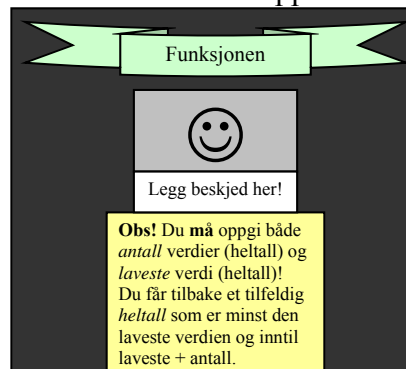 Funksjonen
Legg beskjed her!
Obs! Du må oppgi både
antall verdier (heltall) og
laveste verdi (heltall)!
Du får tilbake et tilfeldig
heltall som er minst den
laveste verdien og inntil
laveste + antall.